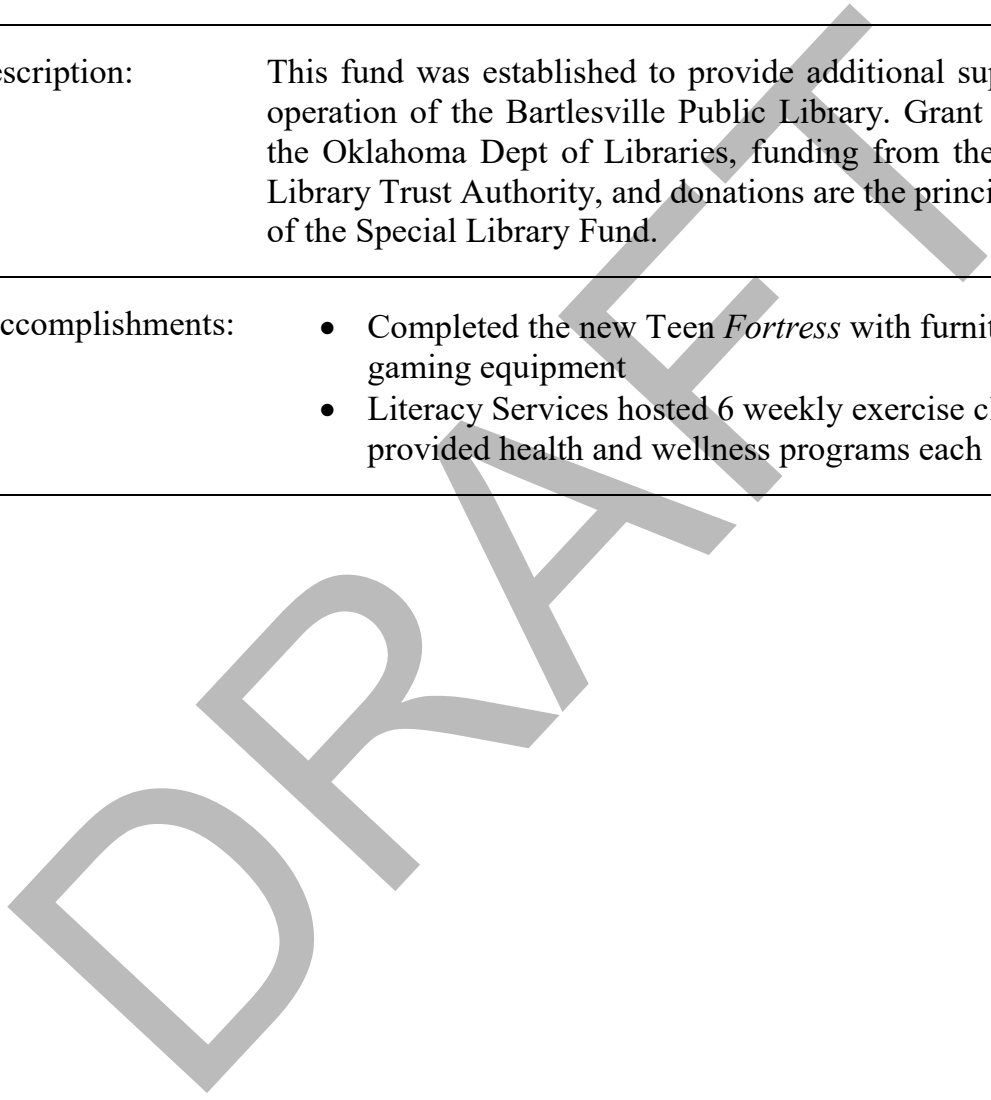 escription: This fund was established to provide additional su
operation of the Bartlesville Public Library. Grant
the Oklahoma Dept of Libraries, funding from the
Library Trust Authority, and donations are the princi
of the Special Library Fund.
ccomplishments: • Completed the new Teen Fortress with furnit
gaming equipment
• Literacy Services hosted 6 weekly exercise c
provided health and wellness programs each
DRAFT